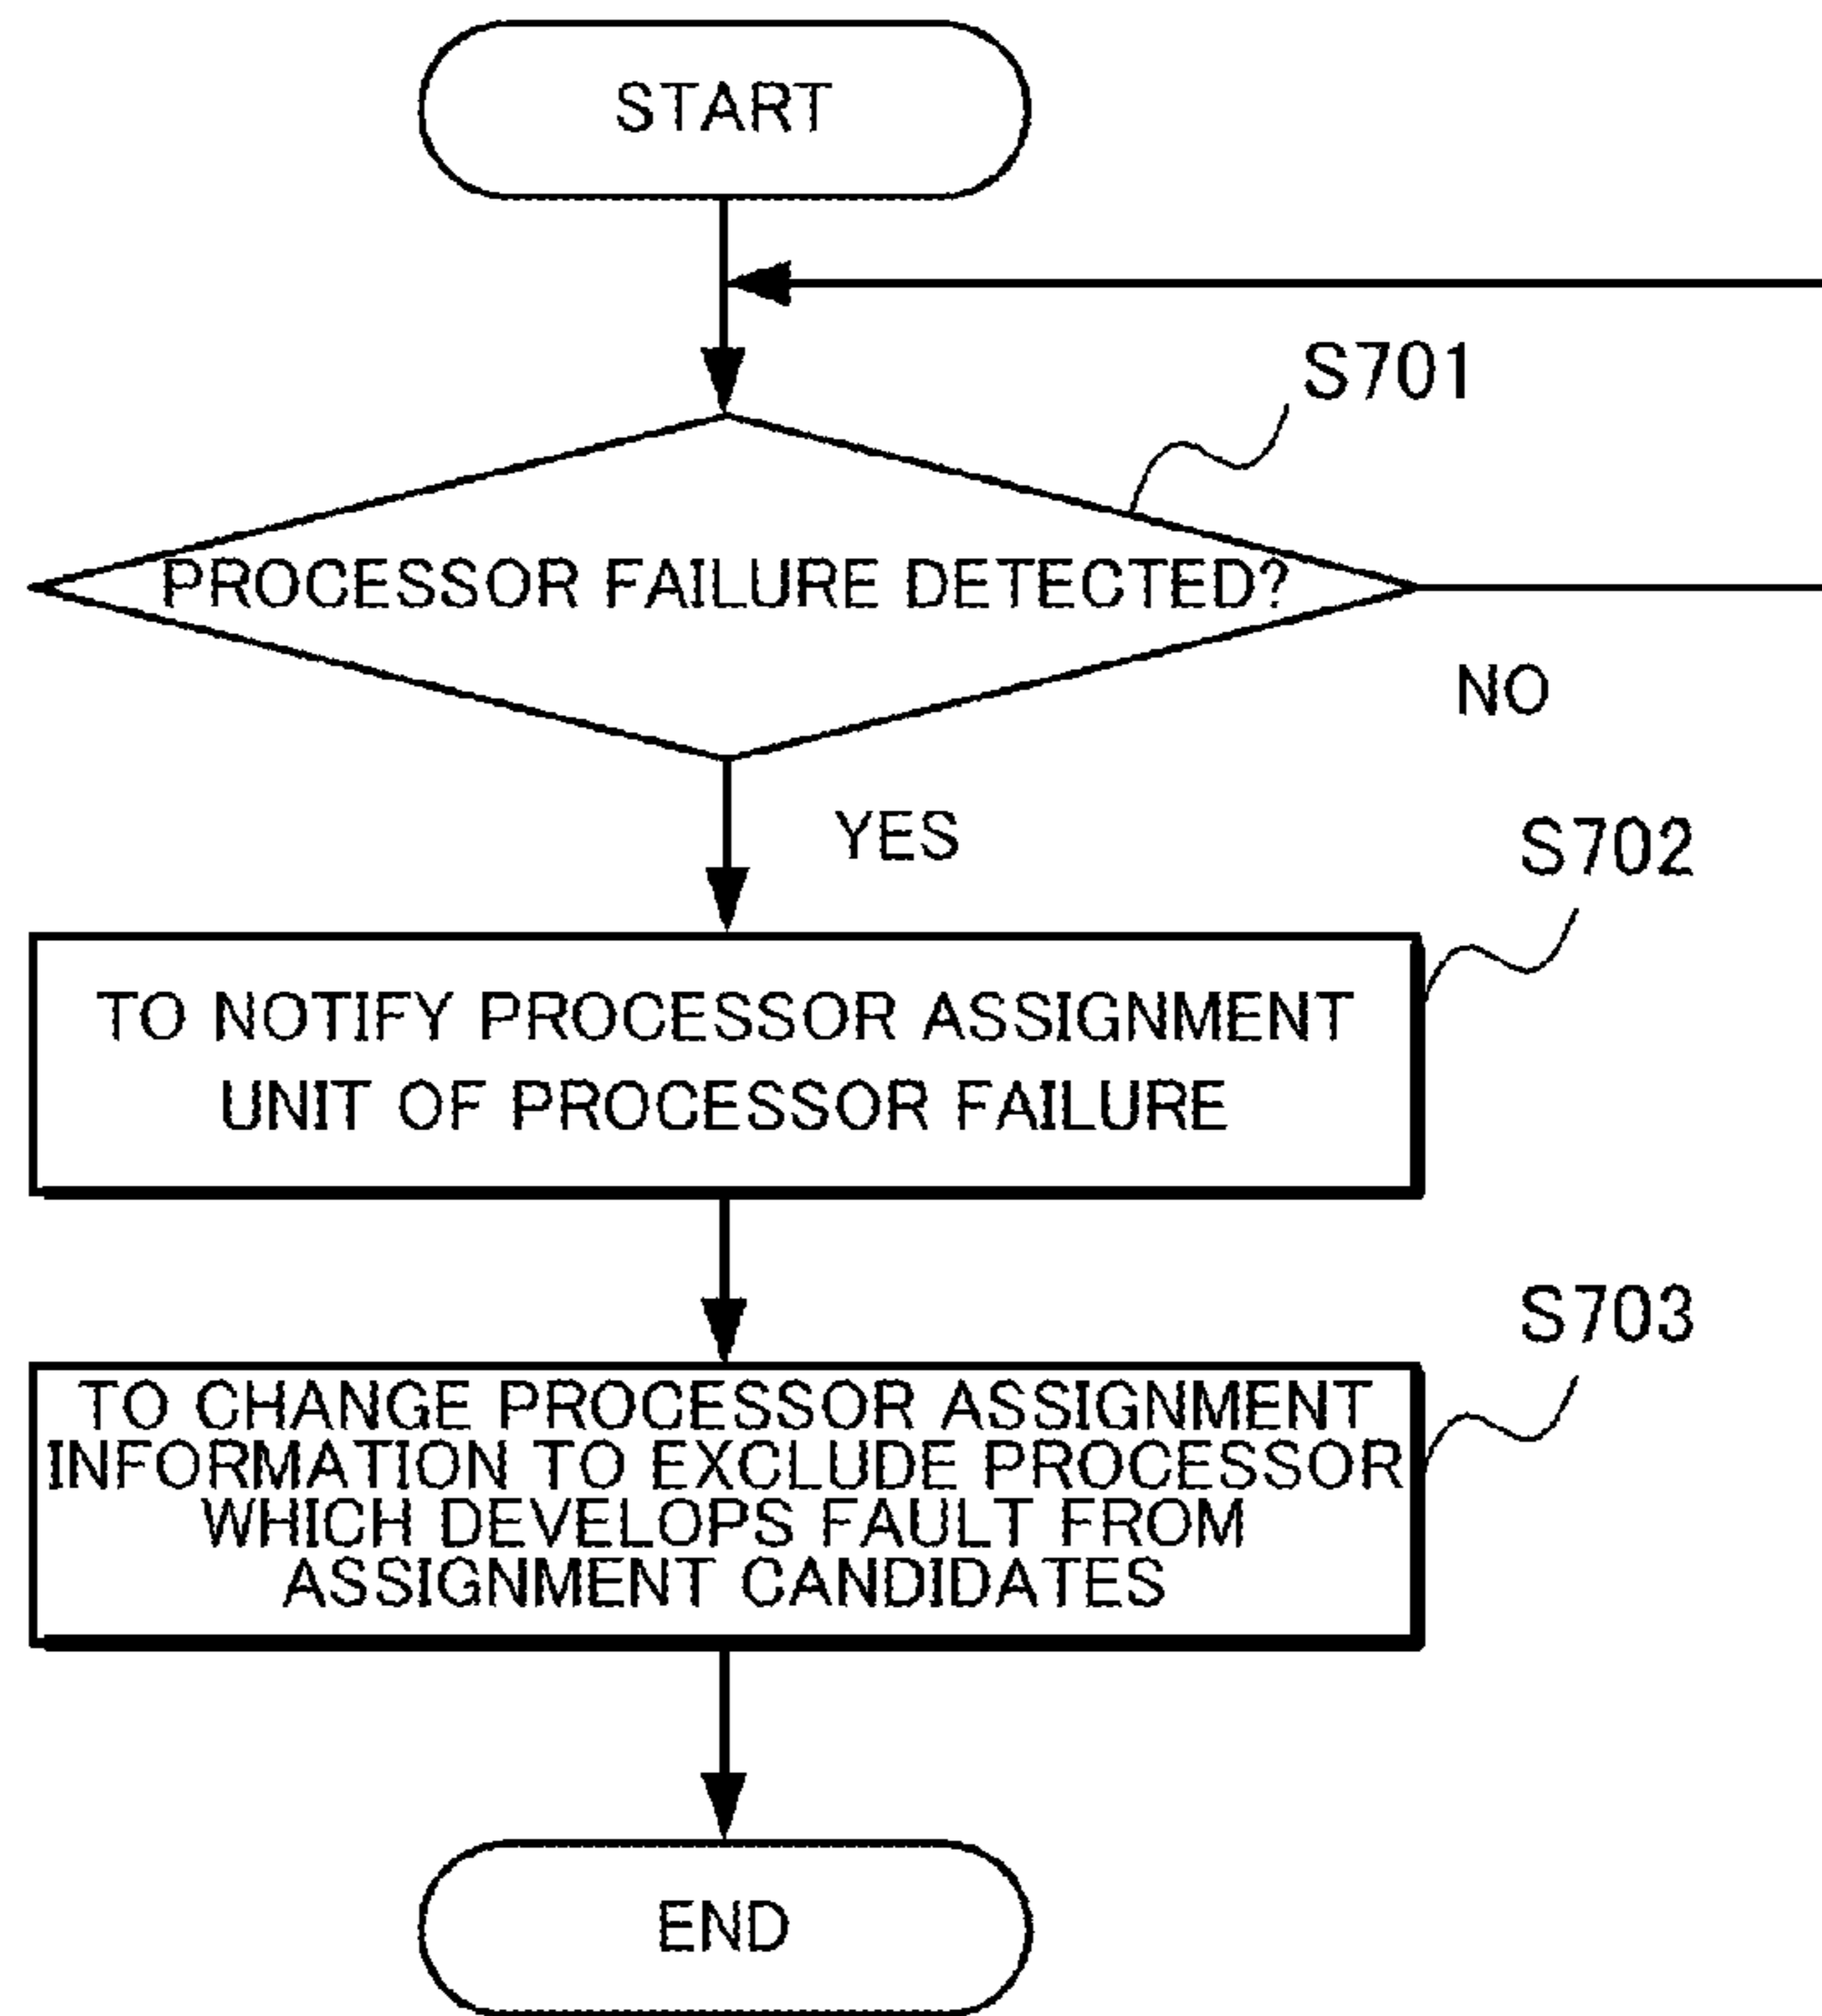 START
S701
PROCESSOR FAILURE DETECTED?
NO
YES
S702
TO NOTIFY PROCESSOR ASSIGNMENT
UNIT OF PROCESSOR FAILURE
S703
TO CHANGE PROCESSOR ASSIGNMENT
INFORMATION TO EXCLUDE PROCESSOR
WHICH DEVELOPS FAULT FROM
ASSIGNMENT CANDIDATES
END